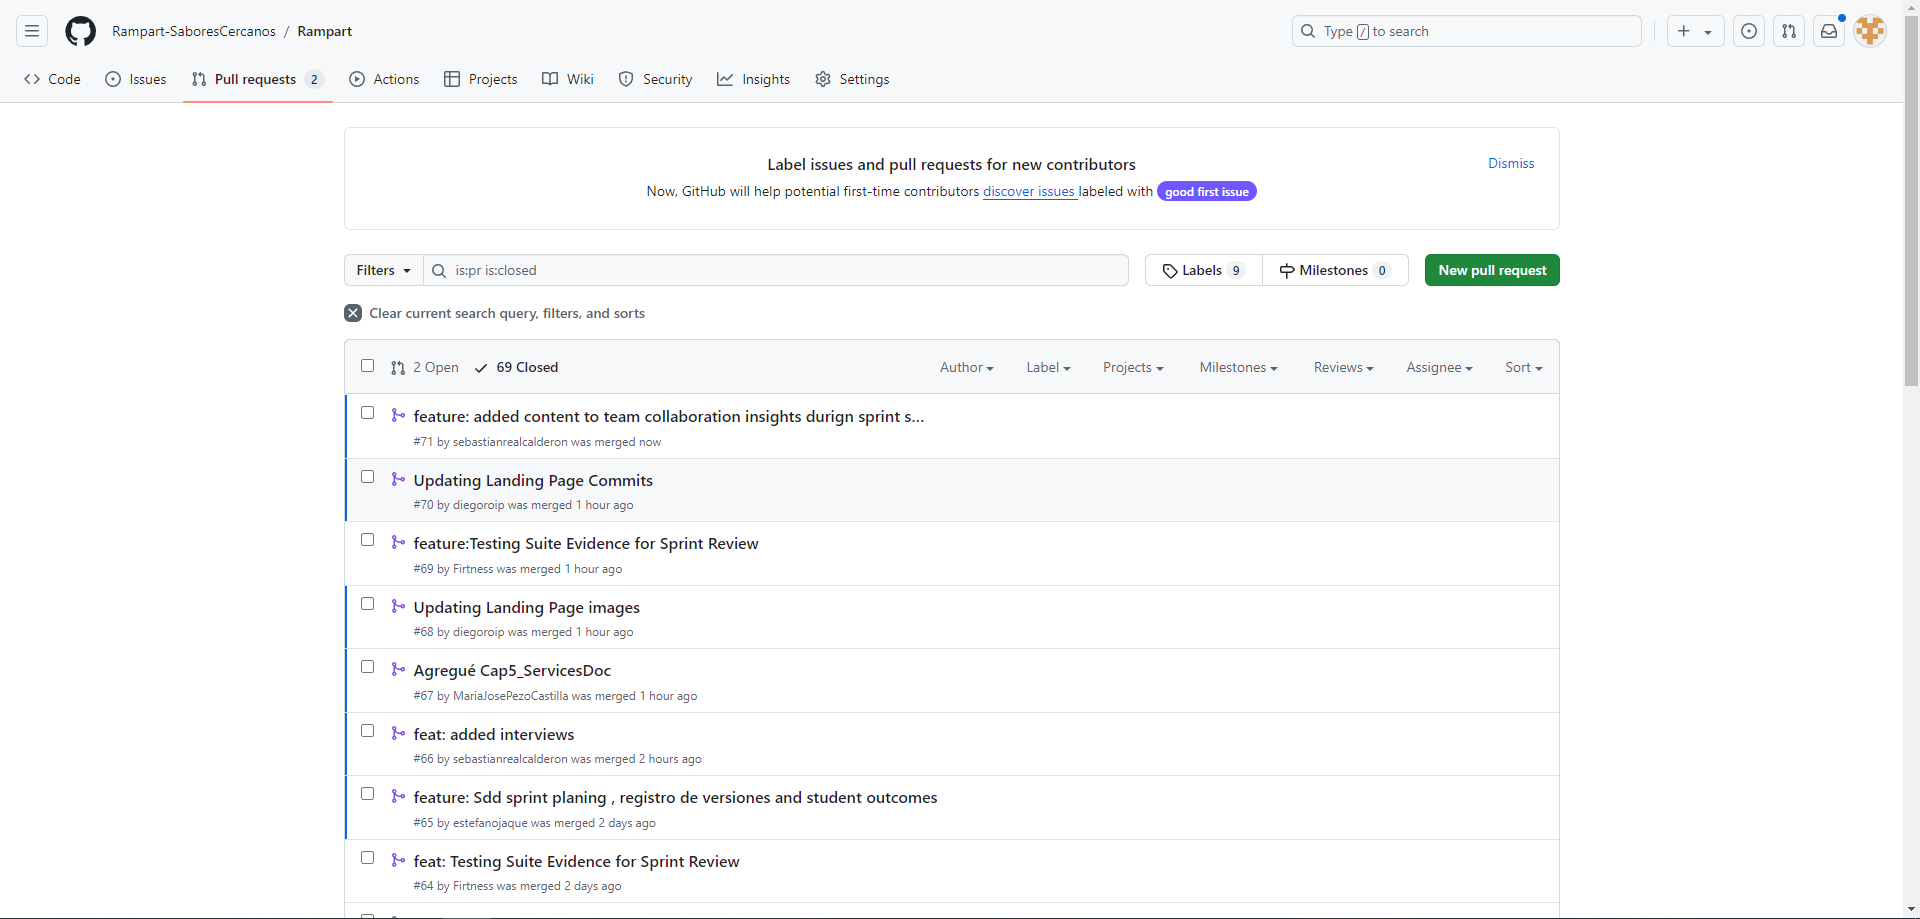 Rampart-SaboresCercanos / Rampart
Type / to search
Code Issues Pull requests 2 Actions Projects Wiki Security Insights Settings
Label issues and pull requests for new contributors
Dismiss
Now, GitHub will help potential first-time contributors discover issues labeled with good first issue
Filters is:pr is:closed Labels 9 Milestones 0 New pull request
Clear current search query, filters, and sorts
2 Open 69 Closed Author Label Projects Milestones Reviews Assignee Sort
feature: added content to team collaboration insights durign sprint s...
#71 by sebastianrealcalderon was merged now
Updating Landing Page Commits
#70 by diegoroip was merged 1 hour ago
feature:Testing Suite Evidence for Sprint Review
#69 by Firtness was merged 1 hour ago
Updating Landing Page images
#68 by diegoroip was merged 1 hour ago
Agregué Cap5_ServicesDoc
#67 by MariaJosePezoCastilla was merged 1 hour ago
feat: added interviews
#66 by sebastianrealcalderon was merged 2 hours ago
feature: Sdd sprint planing , registro de versiones and student outcomes
#65 by estefanojaque was merged 2 days ago
feat: Testing Suite Evidence for Sprint Review
#64 by Firtness was merged 2 days ago